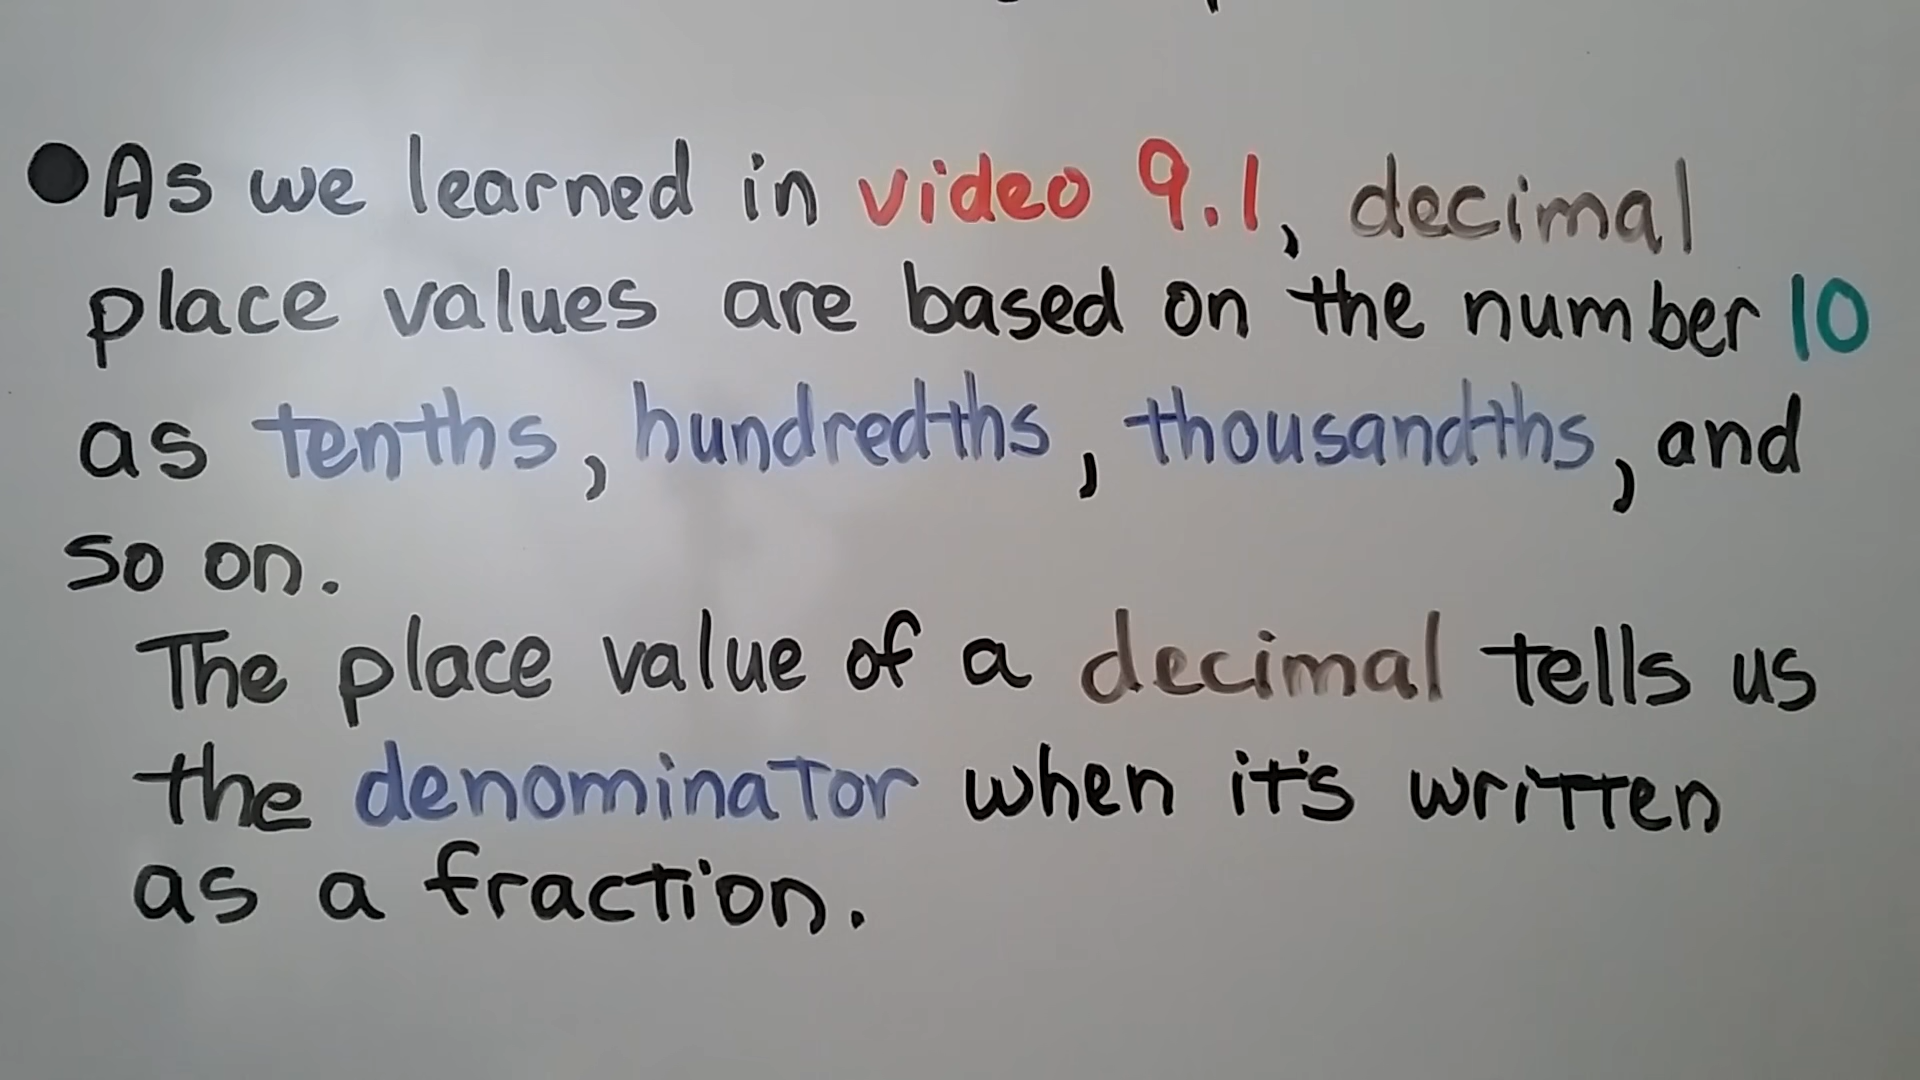 ●As we learned in video 9.1, decimal
place values are based on the number 10
as tenths, hundredths, thousandths, and
so on.
The place value of a decimal tells us
the denominator when it's written
as a fraction.